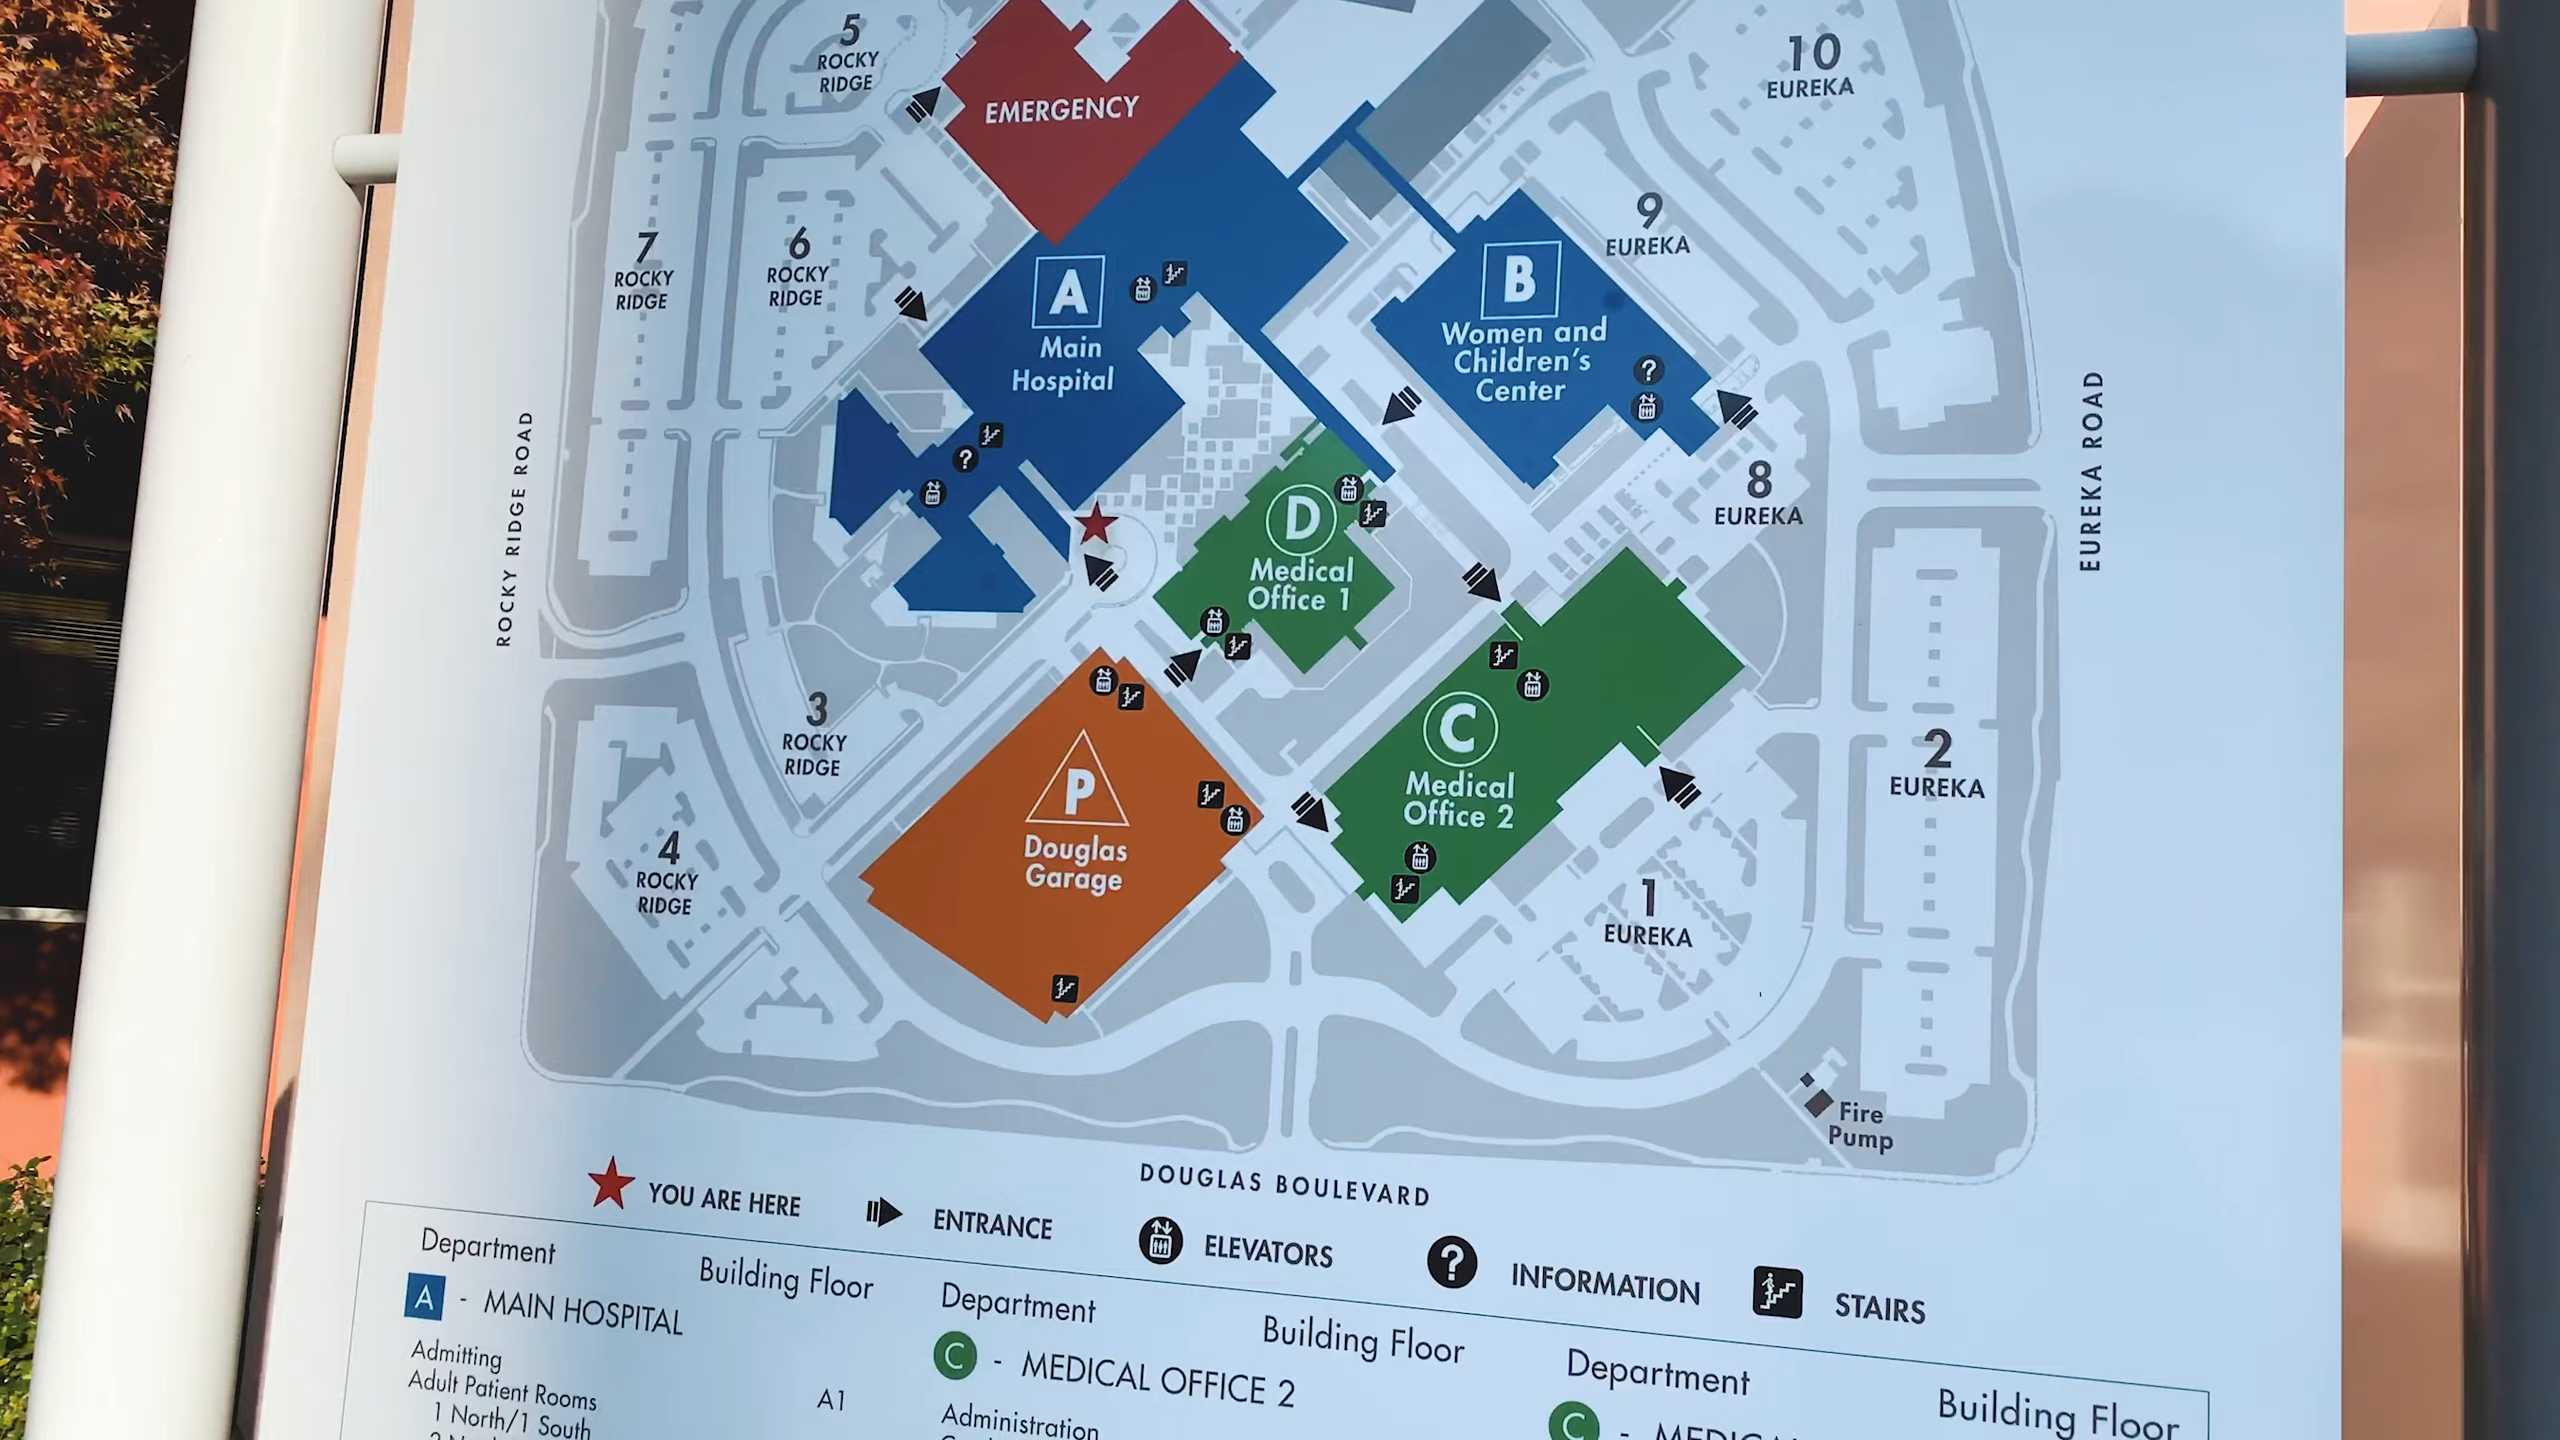 5
ROCKY
RIDGE
EMERGENCY
10
EUREKA
7
ROCKY
RIDGE
6
ROCKY
RIDGE
A
Main
Hospital
B
Women and
Children's
Center
9
EUREKA
?
?
8
EUREKA
D
Medical
Office 1
ROCKY RIDGE ROAD
EUREKA ROAD
3
ROCKY
RIDGE
4
ROCKY
RIDGE
P
Douglas
Garage
C
Medical
Office 2
2
EUREKA
1
EUREKA
Fire
Pump
DOUGLAS BOULEVARD
YOU ARE HERE
ENTRANCE
ELEVATORS
? INFORMATION
STAIRS
Department Building Floor
A - MAIN HOSPITAL
Admitting
Adult Patient Rooms A1
1 North/1 South
Department Building Floor
C - MEDICAL OFFICE 2
Administration
Department Building Floor
C -